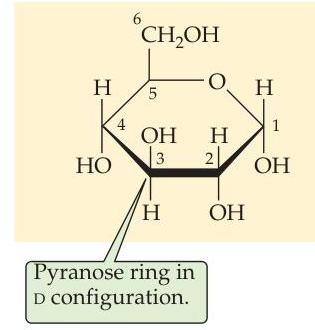 6
CH₂OH
H 5 O H
4 OH H 1
HO 3 2 OH
H OH
Pyranose ring in
D configuration.